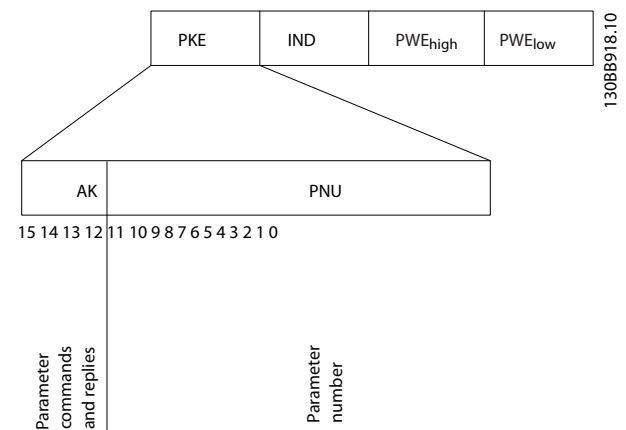 PKE IND PWEhigh PWElow
130BB918.10
AK PNU
15 14 13 12 11 10 9 8 7 6 5 4 3 2 1 0
Parameter
commands
and replies
Parameter
number